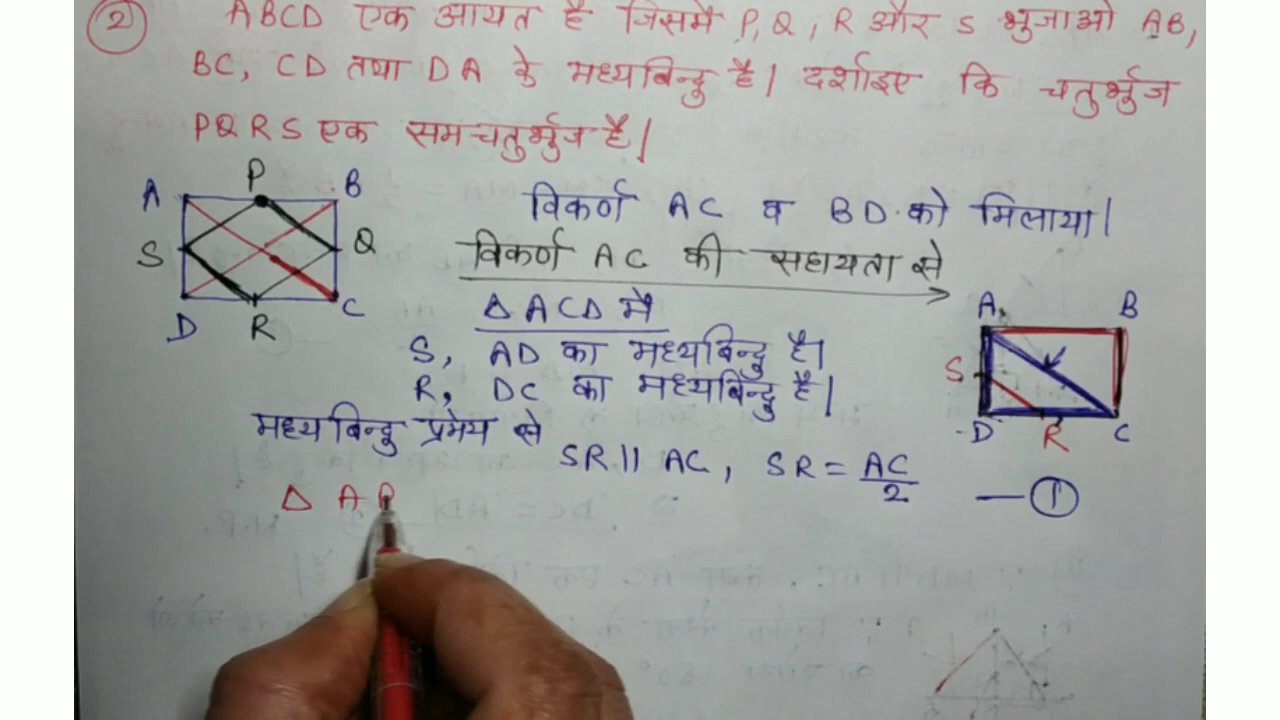 ② ABCD एक आयत है जिसमें P, Q, R और S भुजाओ AB,
BC, CD तथा DA के मध्यबिन्दु है। दर्शाइए कि चतुर्भुज
PQRS एक समचतुर्भुज है।
A P B
S Q
D R C
विकर्ण AC व BD को मिलाया।
विकर्ण AC की सहायता से
Δ ACD में
S, AD का मध्यबिन्दु है।
R, DC का मध्यबिन्दु है।
मध्यबिन्दु प्रमेय से
SR || AC, SR = AC/2 — ①
A B
S
D R C
Δ AB